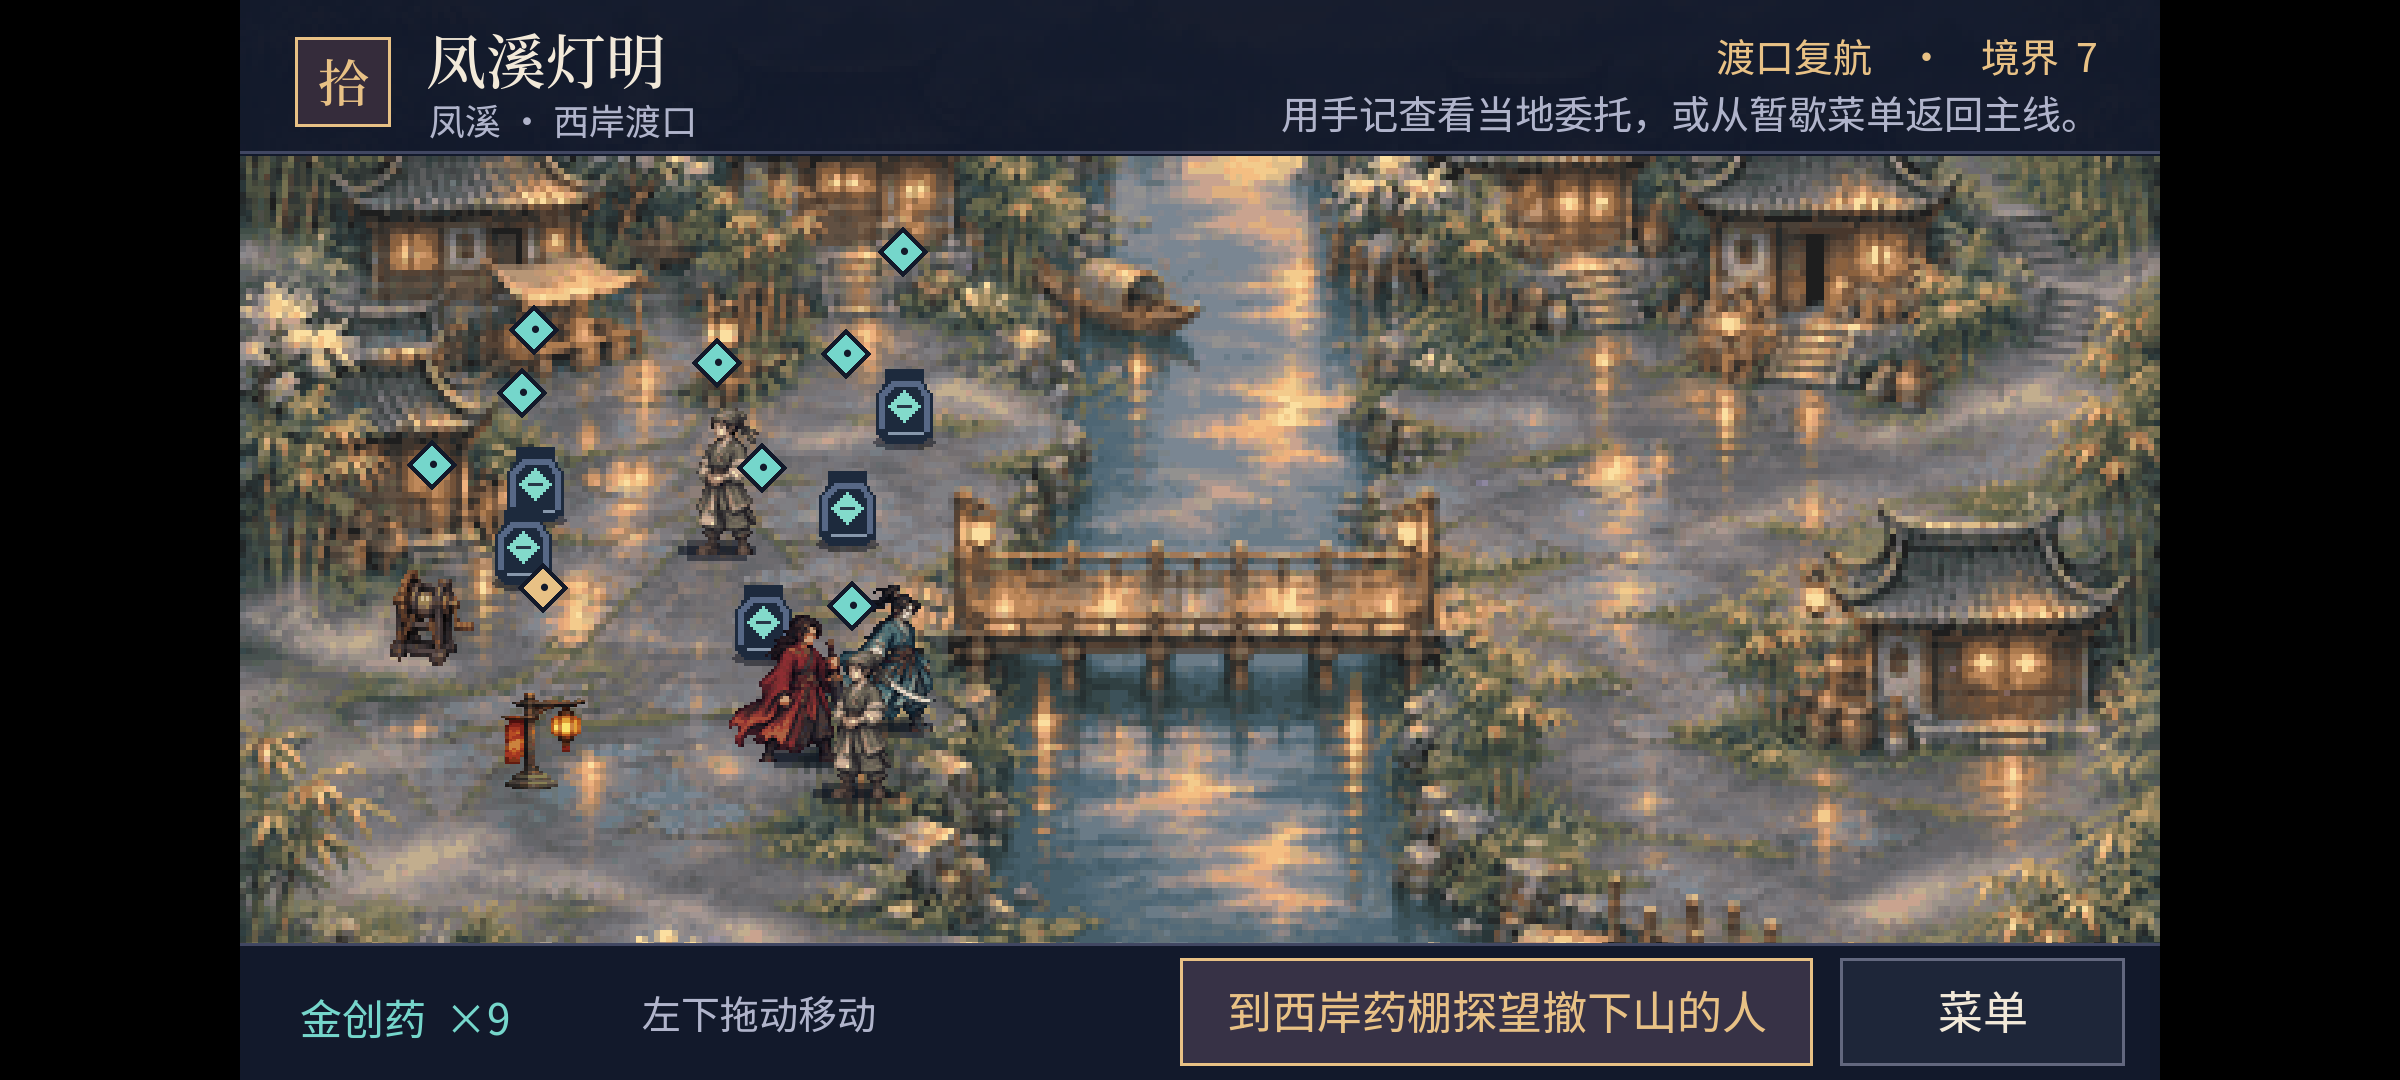 拾
凤溪灯明
凤溪 · 西岸渡口
渡口复航 · 境界 7
用手记查看当地委托，或从暂歇菜单返回主线。
金创药 ×9
左下拖动移动
到西岸药棚探望撤下山的人
菜单